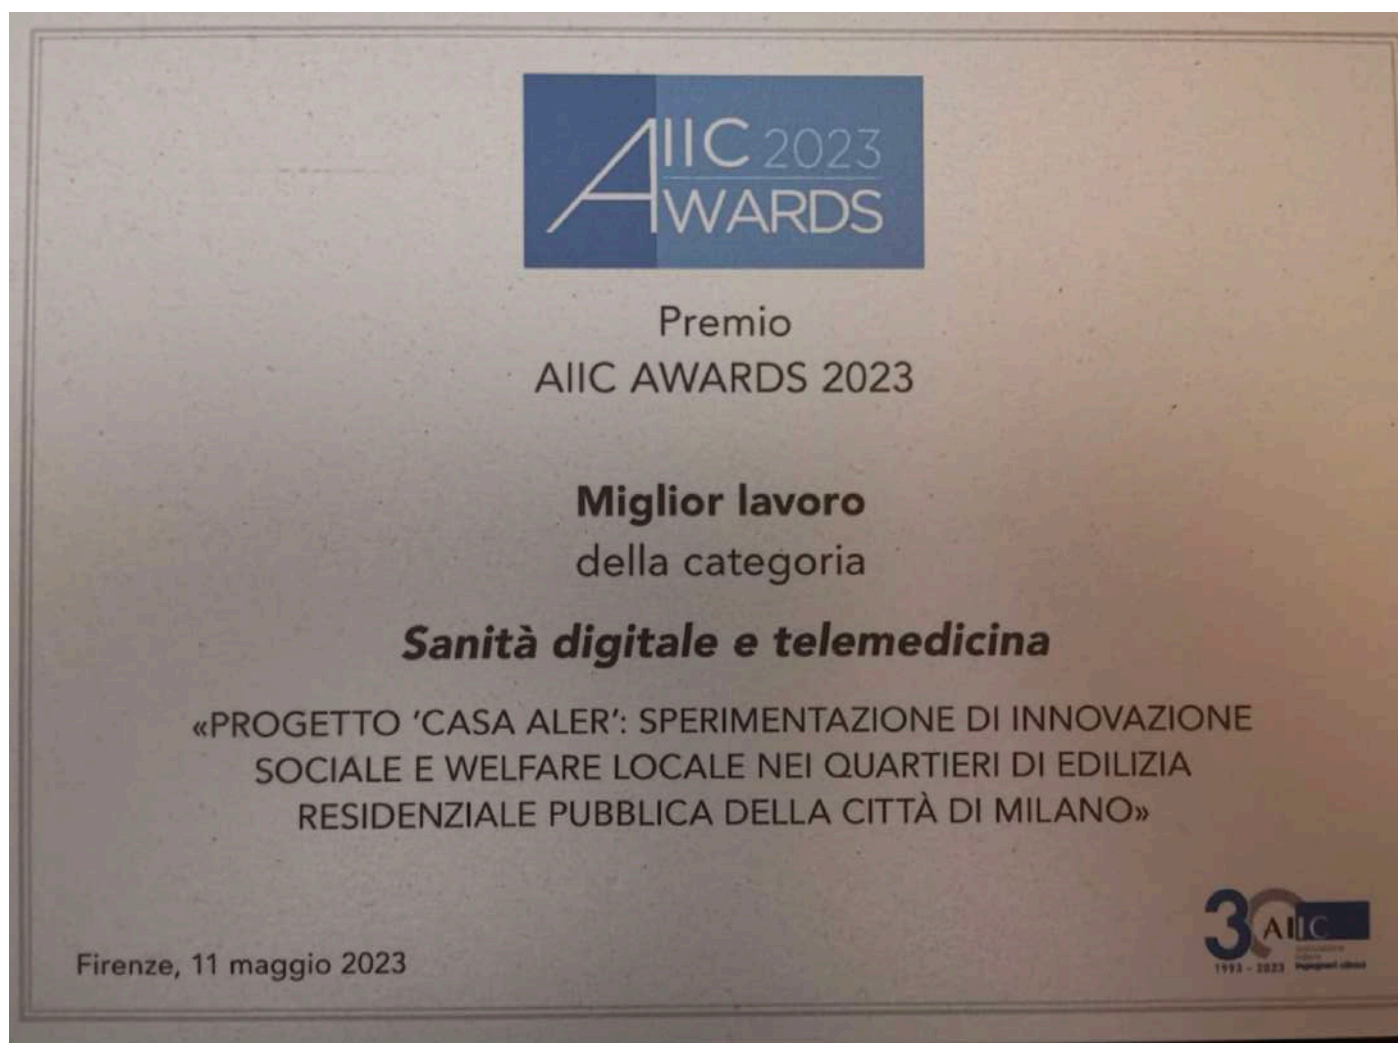 AIIC 2023
AWARDS
Premio
AIIC AWARDS 2023
Miglior lavoro
della categoria
Sanità digitale e telemedicina
«PROGETTO ‘CASA ALER’: SPERIMENTAZIONE DI INNOVAZIONE
SOCIALE E WELFARE LOCALE NEI QUARTIERI DI EDILIZIA
RESIDENZIALE PUBBLICA DELLA CITTÀ DI MILANO»
Firenze, 11 maggio 2023
30 AIIC
1993 - 2023
ingegneri clinici